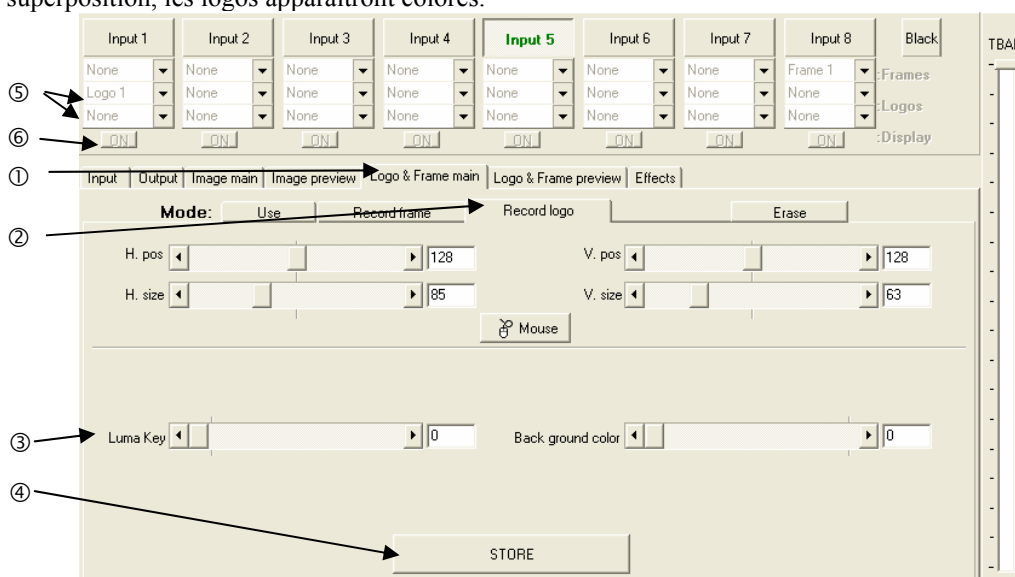 superposition, les logos apparaîtront colorés.
Input 1 Input 2 Input 3 Input 4 Input 5 Input 6 Input 7 Input 8 Black
TBA
None None None None None None None Frame 1 :Frames
⑤ Logo 1 None None None None None None None :Logos
None None None None None None None None
⑥ ON ON ON ON ON ON ON ON :Display
① Input Output Image main Image preview Logo & Frame main Logo & Frame preview Effects
② Mode: Use Record frame Record logo Erase
H. pos 128 V. pos 128
H. size 85 V. size 63
Mouse
③ Luma Key 0 Back ground color 0
④
STORE